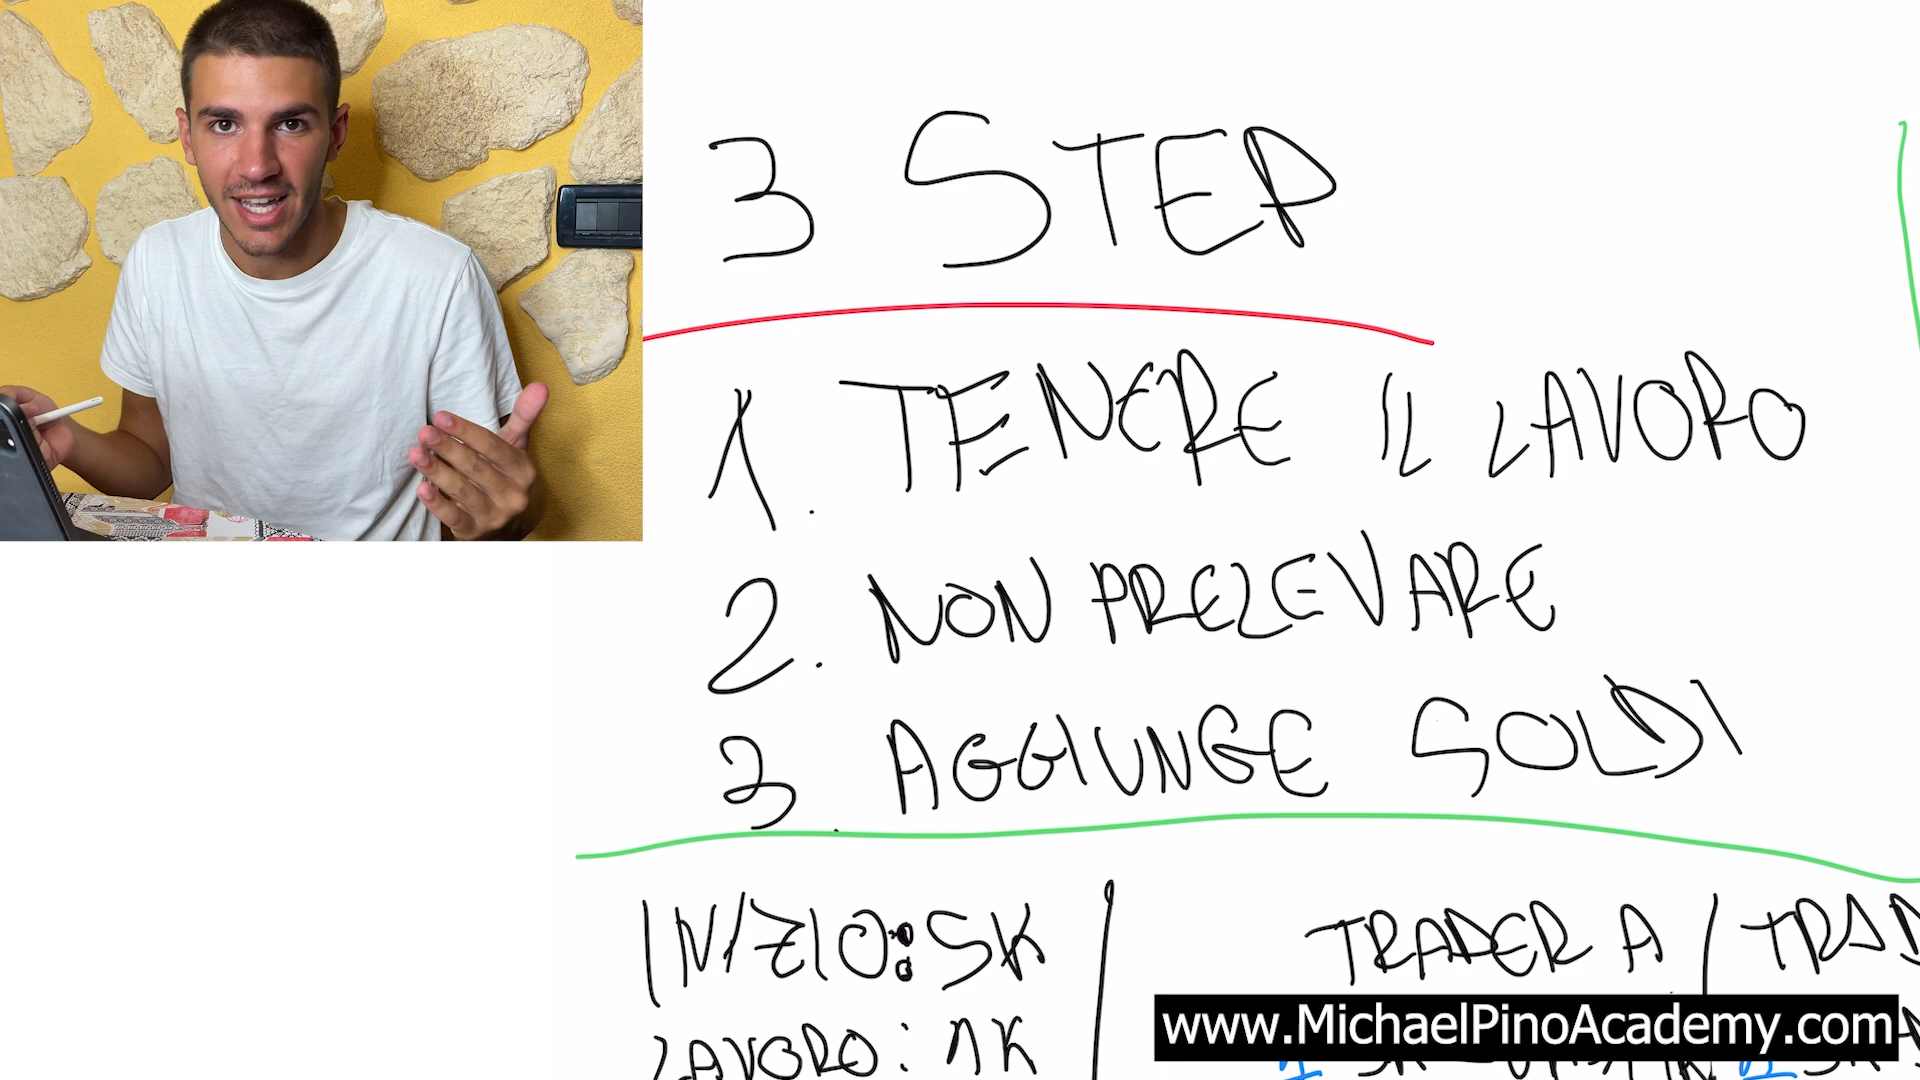 3 STEP
1. TENERE IL LAVORO
2. NON PRELEVARE
3. AGGIUNGE SOLDI
INIZIO: 5K
TRADER A / TRAD
LAVORO: 1K
www.MichaelPinoAcademy.com